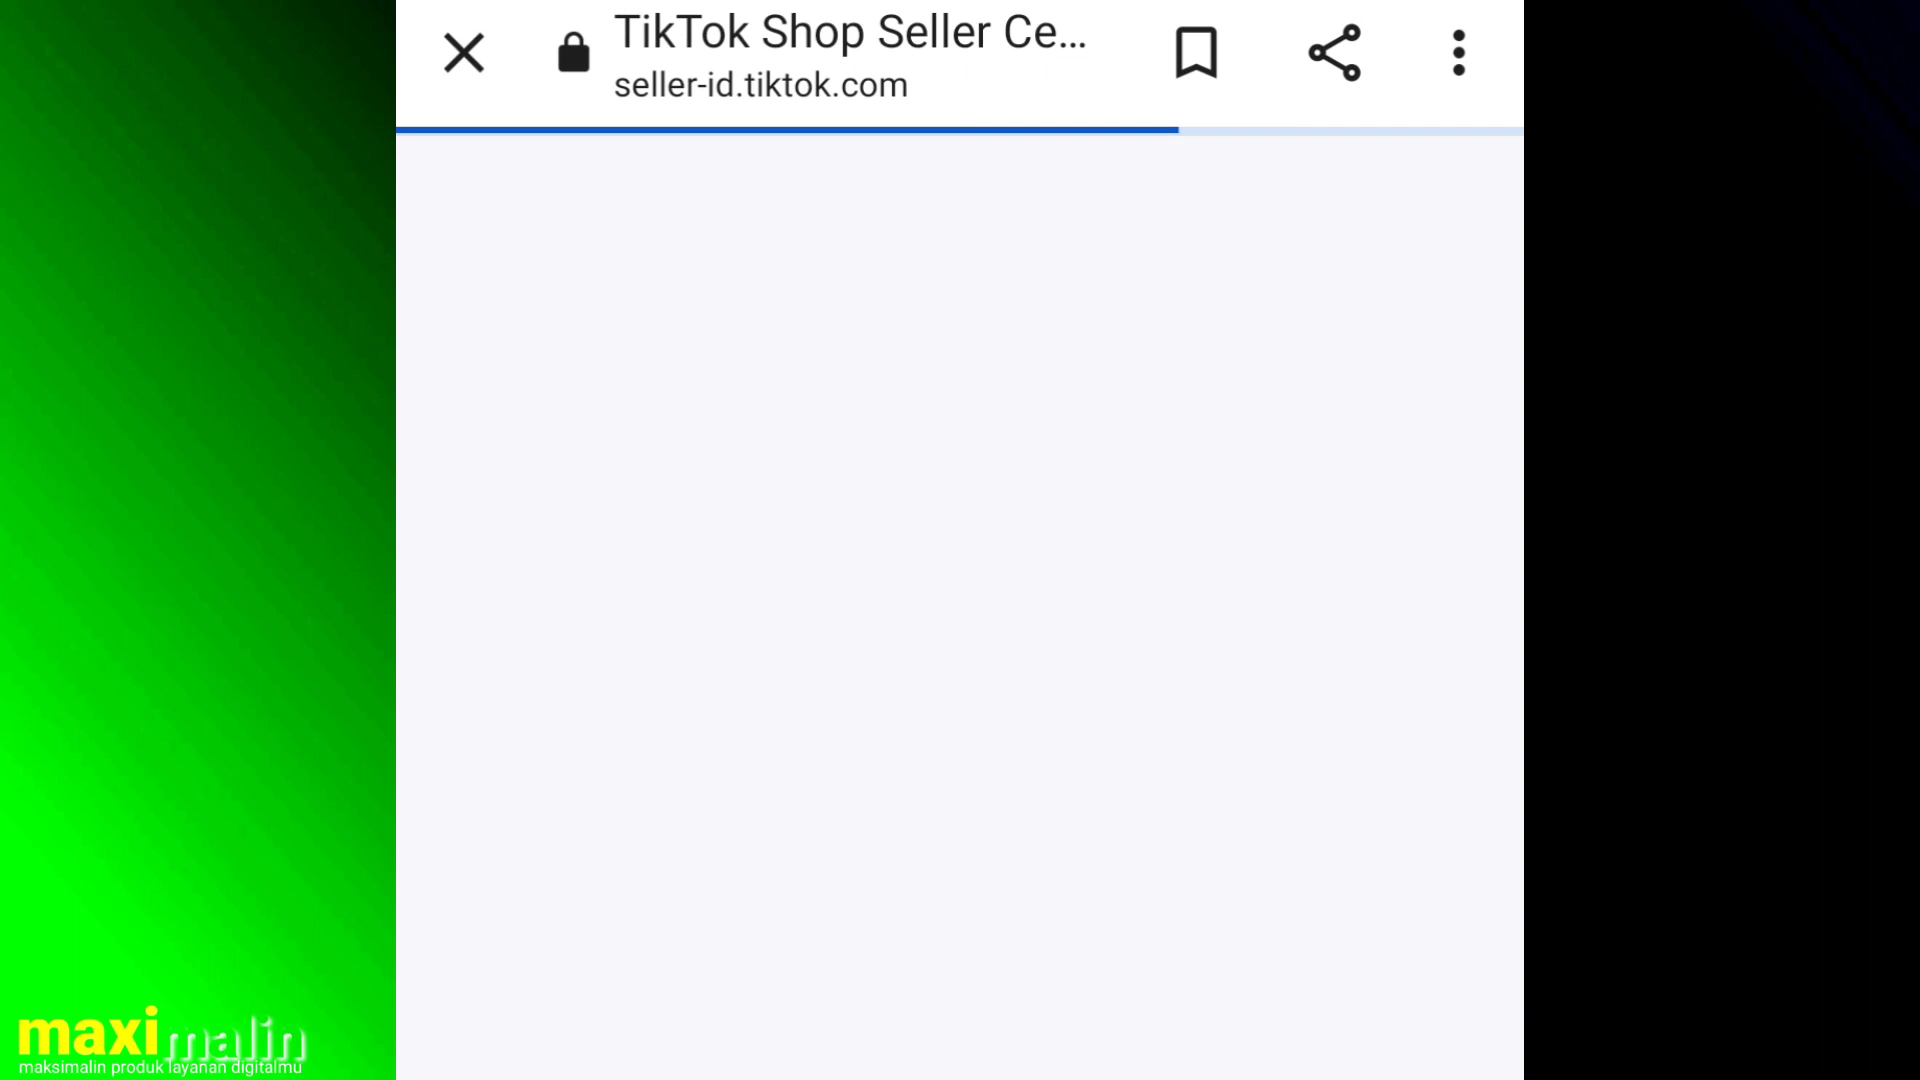 TikTok Shop Seller Ce...
seller-id.tiktok.com
maximalin
maksimalin produk layanan digitalmu